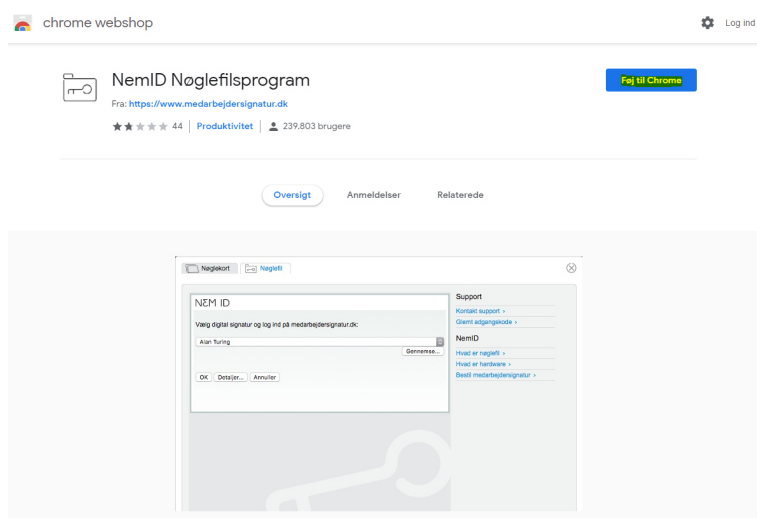 chrome webshop
Log ind
NemID Nøglefilsprogram
Føj til Chrome
Fra: https://www.medarbejdersignatur.dk
44 Produktivitet 239.803 brugere
Oversigt Anmeldelser Relaterede
Nøglekort Nøglefil
NEM ID
Vælg digital signatur og log ind på medarbejdersignatur.dk:
Alan Turing
Gennemse...
OK Detaljer... Annuller
Support
Kontakt support >
Glemt adgangskode >
NemID
Hvad er nøglefil >
Hvad er hardware >
Bestil medarbejdersignatur >